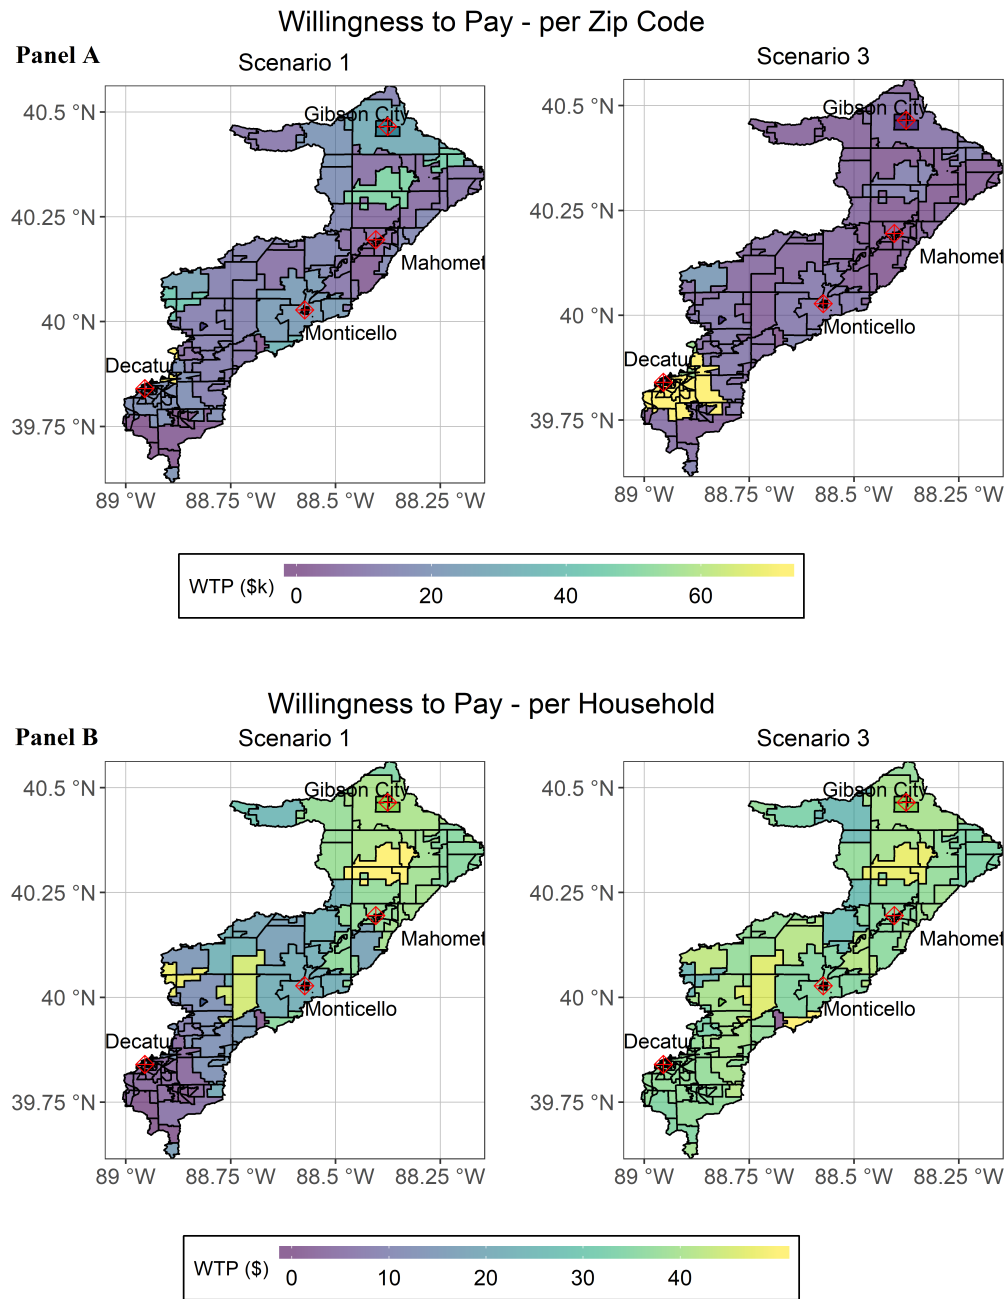 Willingness to Pay - per Zip Code
Panel A
Scenario 1
Scenario 3
40.5 °N
40.25 °N
40 °N
39.75 °N
Gibson City
Mahomet
Monticello
Decatu
89 °W 88.75 °W 88.5 °W 88.25 °W
40.5 °N
40.25 °N
40 °N
39.75 °N
Gibson City
Mahomet
Monticello
Decatu
89 °W 88.75 °W 88.5 °W 88.25 °W
WTP ($k)
0 20 40 60
Willingness to Pay - per Household
Panel B
Scenario 1
Scenario 3
40.5 °N
40.25 °N
40 °N
39.75 °N
Gibson City
Mahomet
Monticello
Decatu
89 °W 88.75 °W 88.5 °W 88.25 °W
40.5 °N
40.25 °N
40 °N
39.75 °N
Gibson City
Mahomet
Monticello
Decatu
89 °W 88.75 °W 88.5 °W 88.25 °W
WTP ($)
0 10 20 30 40